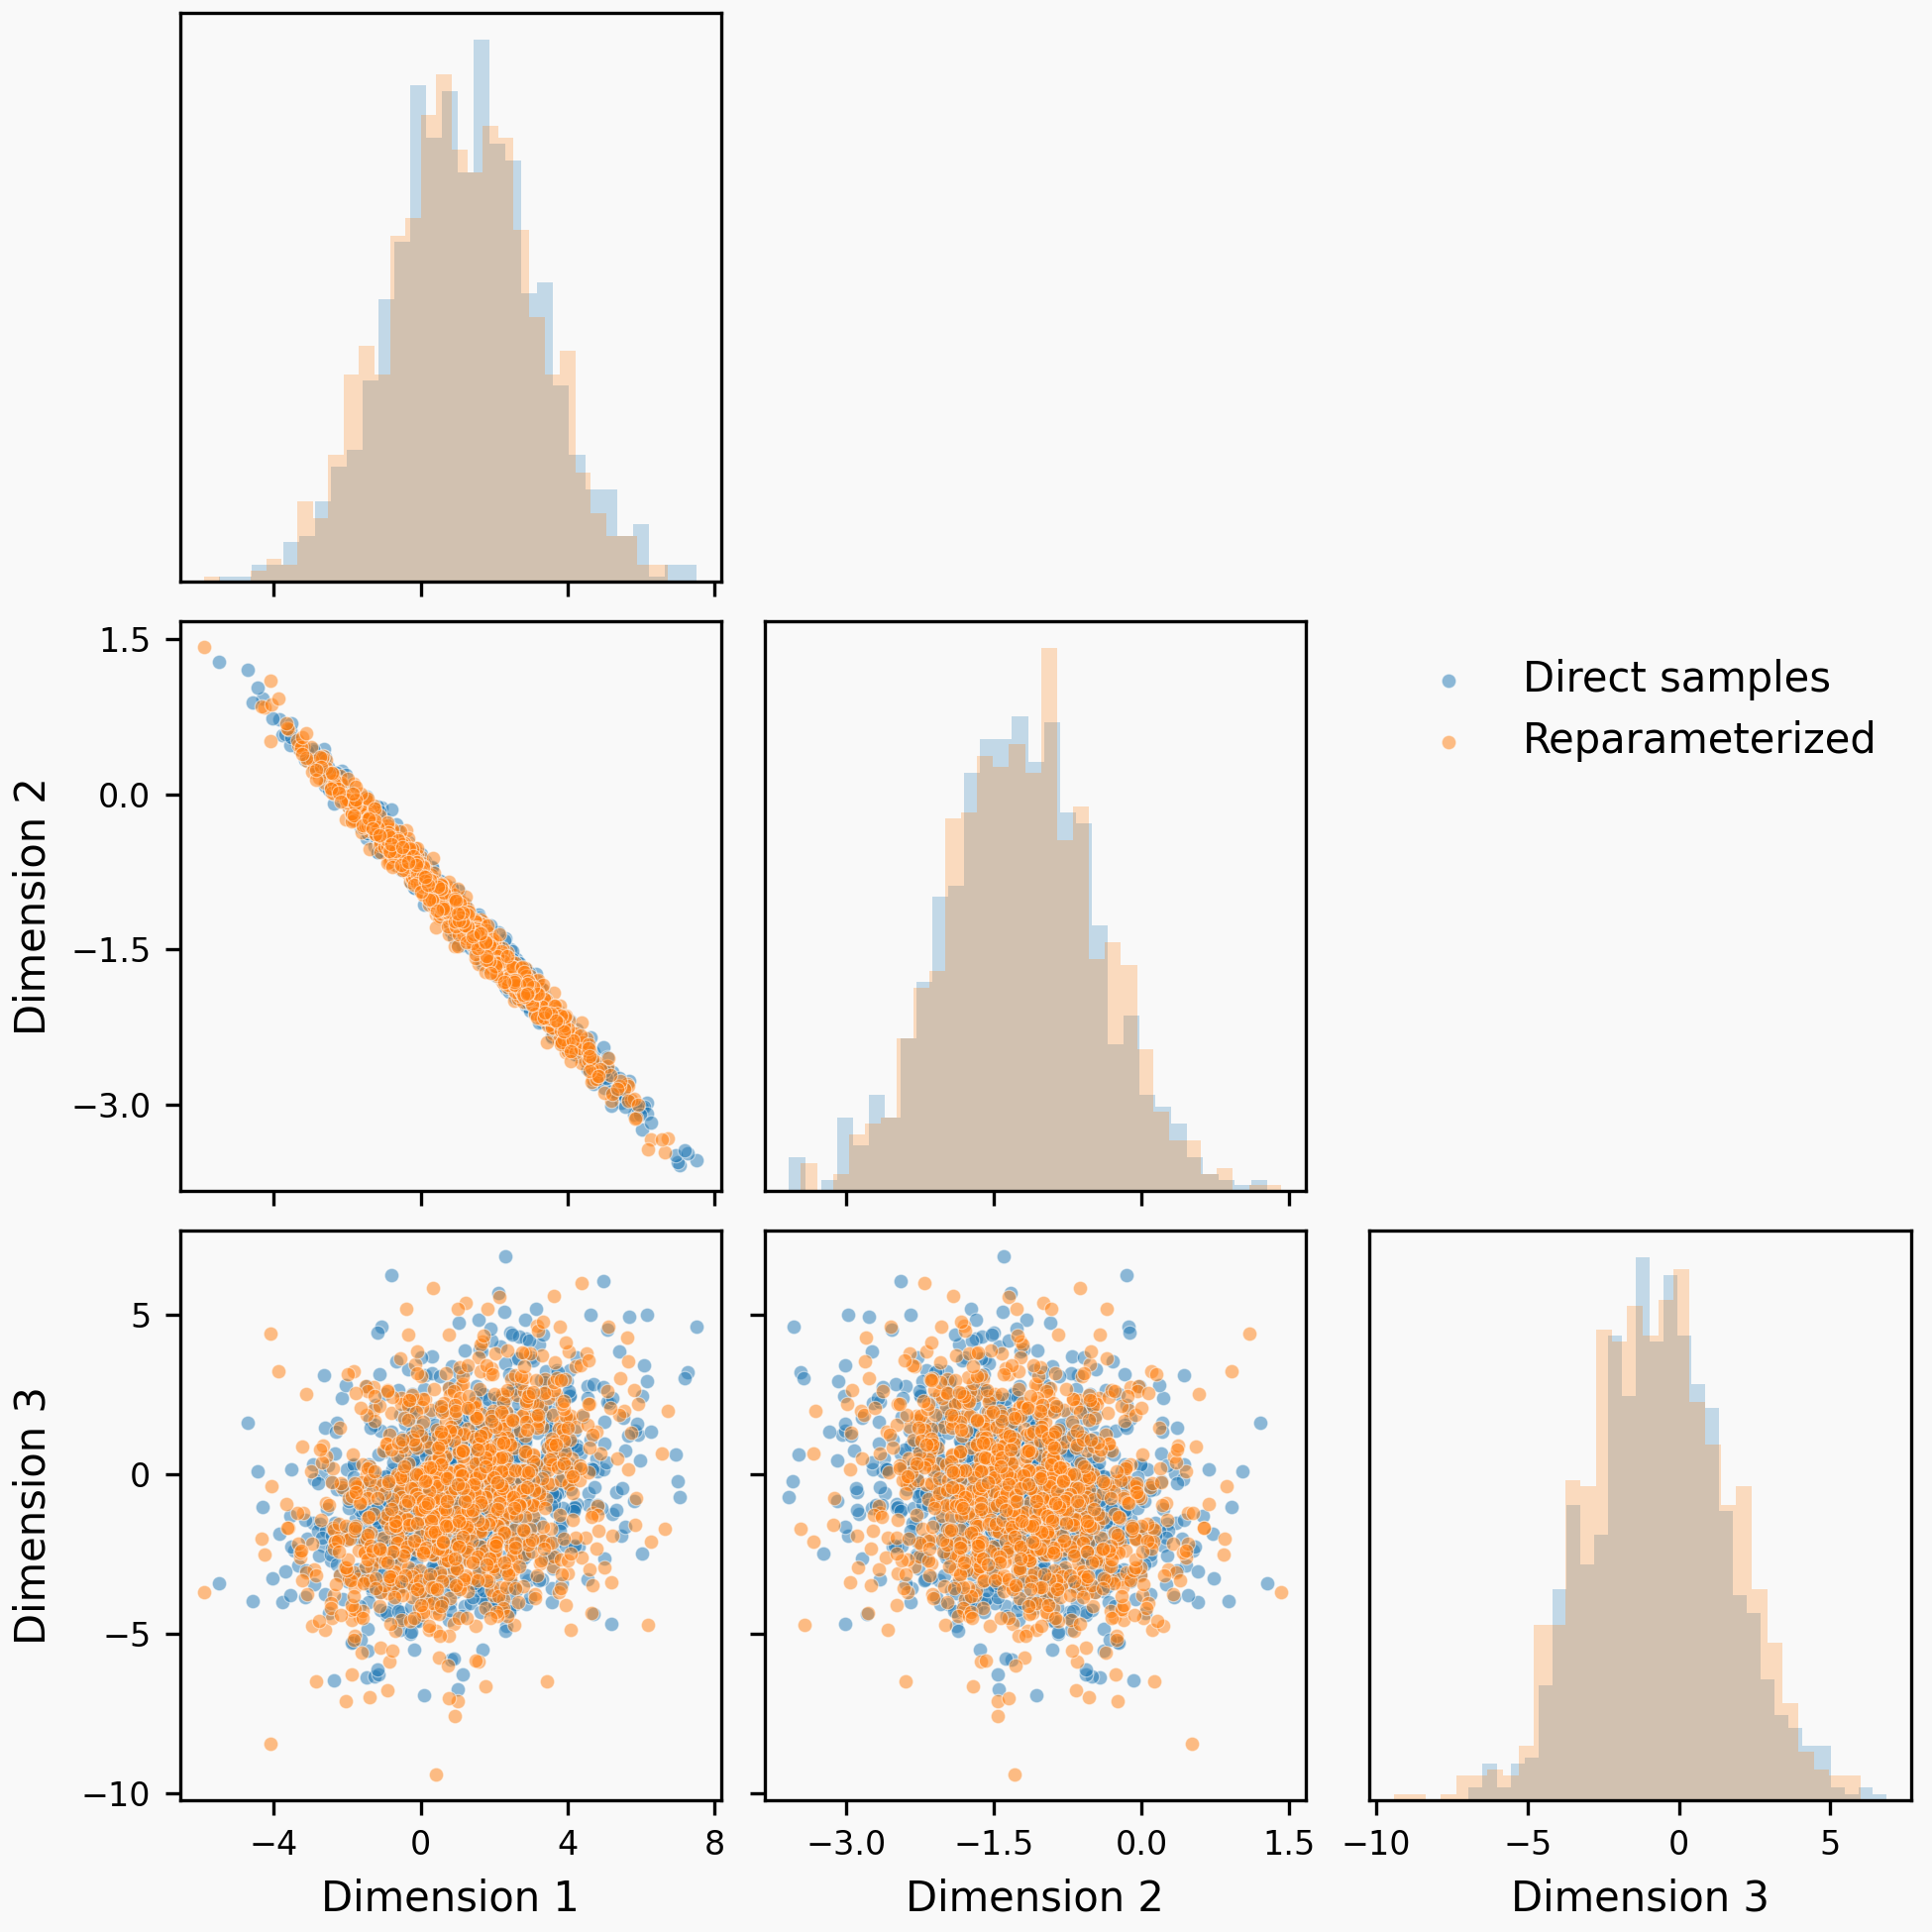 1.5
0.0
−1.5
−3.0
Dimension 2
Direct samples
Reparameterized
5
0
−5
−10
Dimension 3
−4 0 4 8
−3.0 −1.5 0.0 1.5
−10 −5 0 5
Dimension 1
Dimension 2
Dimension 3